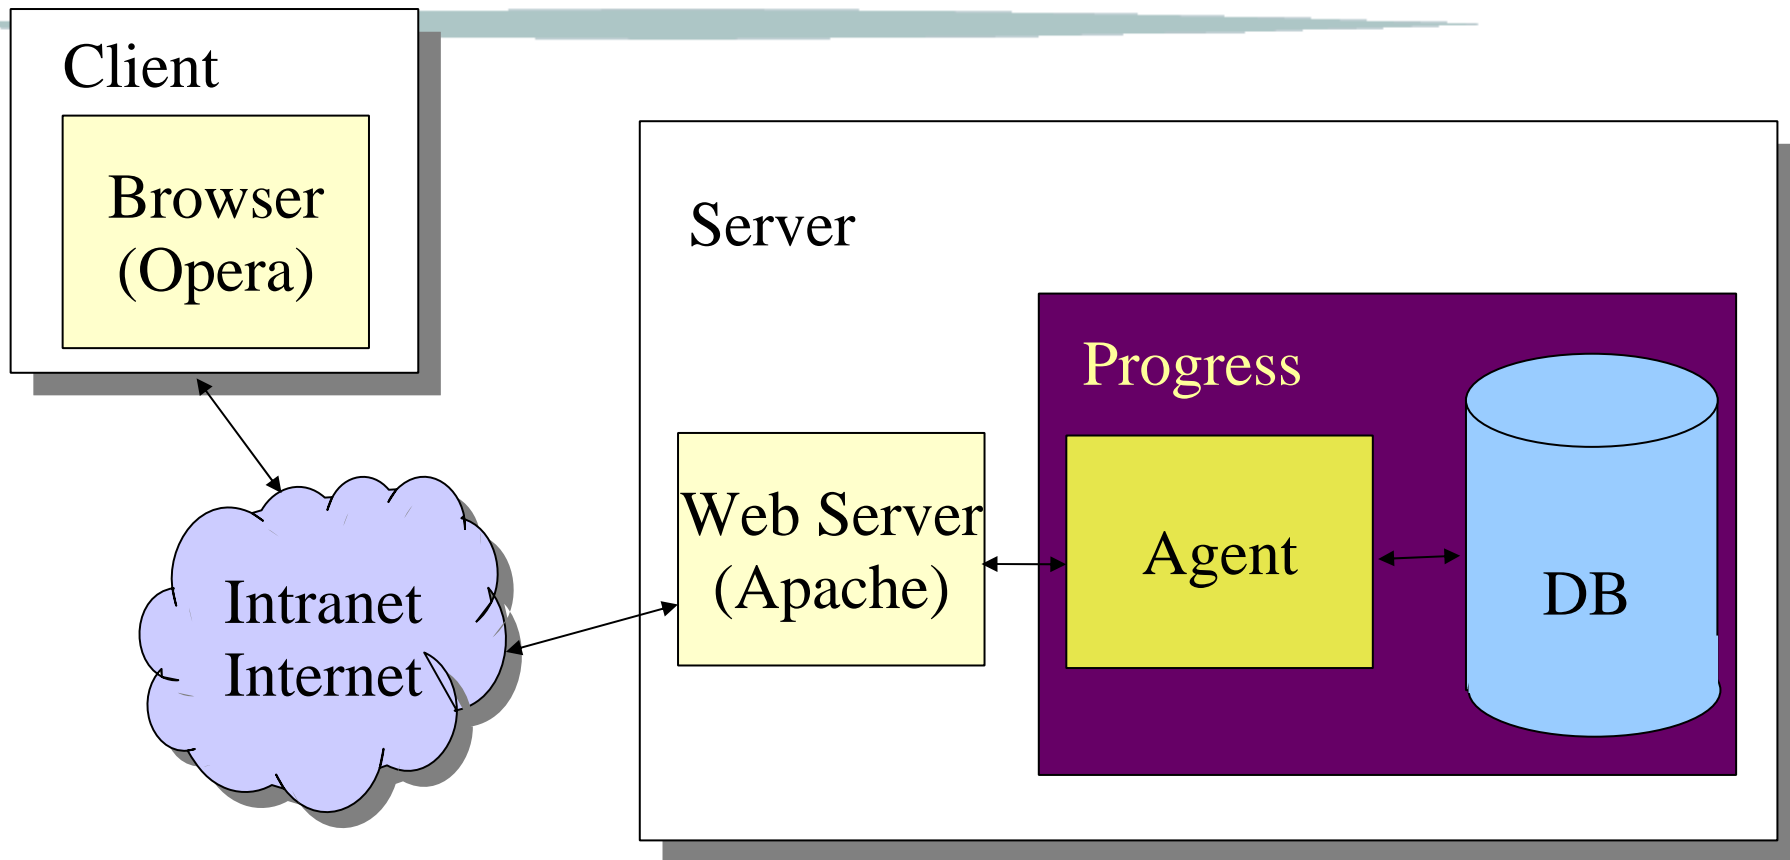 Client
Browser
(Opera)
Server
Progress
Web Server
(Apache)
Agent
DB
Intranet
Internet